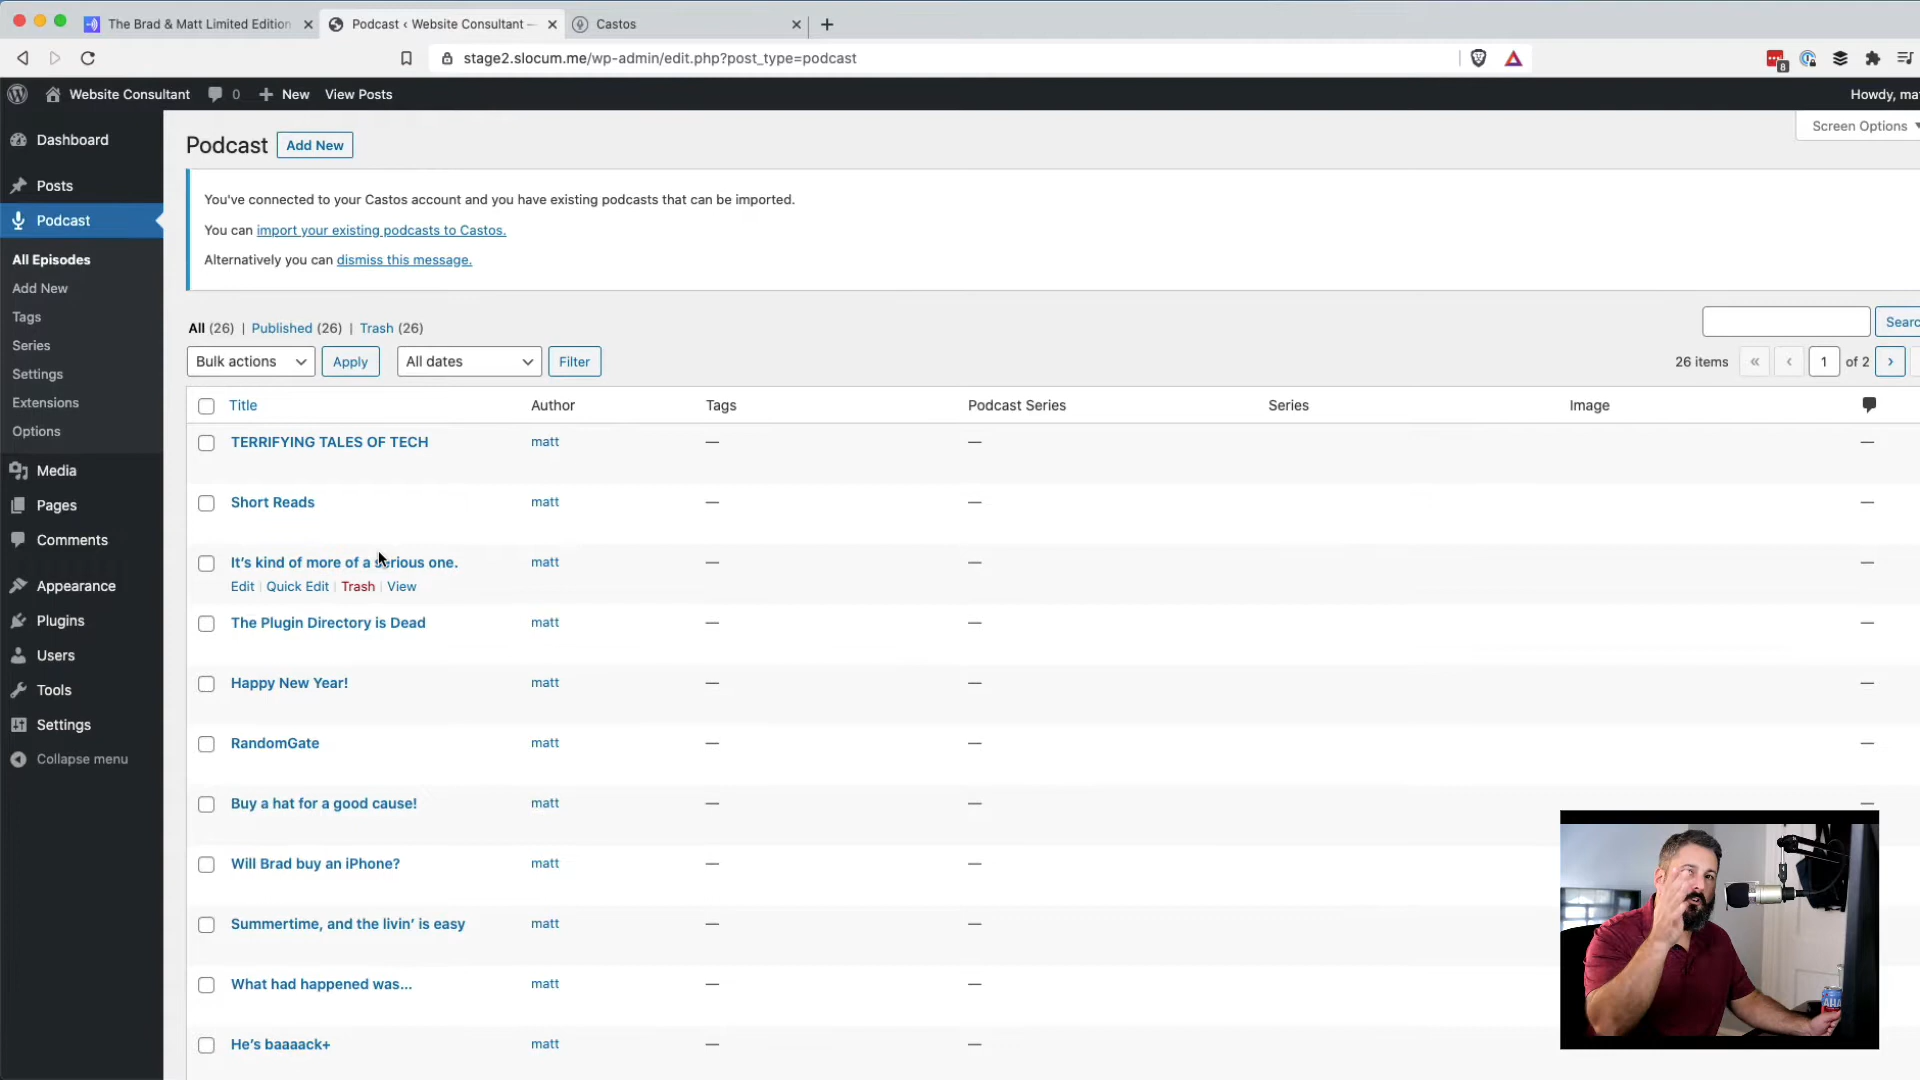 The Brad & Matt Limited Edition
Podcast ‹ Website Consultant —
Castos
stage2.slocum.me/wp-admin/edit.php?post_type=podcast
8
Website Consultant
0
New
View Posts
Howdy, ma
Dashboard
Posts
Podcast
All Episodes
Add New
Tags
Series
Settings
Extensions
Options
Media
Pages
Comments
Appearance
Plugins
Users
Tools
Settings
Collapse menu
Podcast
Add New
Screen Options
You've connected to your Castos account and you have existing podcasts that can be imported.
You can import your existing podcasts to Castos.
Alternatively you can dismiss this message.
All (26) | Published (26) | Trash (26)
Searc
Bulk actions
Apply
All dates
Filter
26 items « ‹ 1 of 2 ›
Title Author Tags Podcast Series Series Image
TERRIFYING TALES OF TECH matt — — —
Short Reads matt — — —
It's kind of more of a serious one. matt — — —
Edit | Quick Edit | Trash | View
The Plugin Directory is Dead matt — — —
Happy New Year! matt — — —
RandomGate matt — — —
Buy a hat for a good cause! matt — — —
Will Brad buy an iPhone? matt — —
Summertime, and the livin' is easy matt — —
What had happened was... matt — —
He's baaaack+ matt — —
AHA